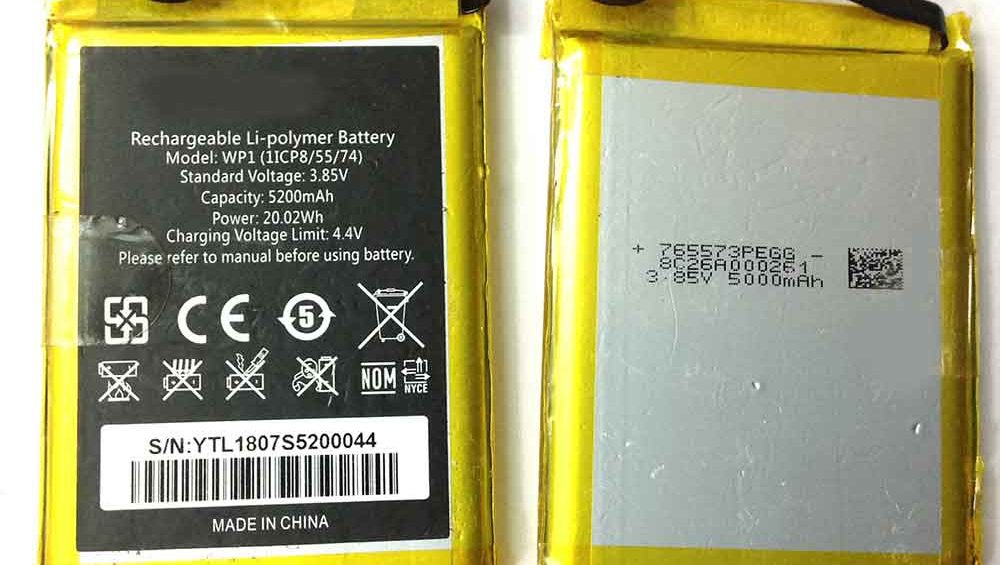 Rechargeable Li-polymer Battery
Model: WP1 (1ICP8/55/74)
Standard Voltage: 3.85V
Capacity: 5200mAh
Power: 20.02Wh
Charging Voltage Limit: 4.4V
Please refer to manual before using battery.
CE
5
NOM
NYCE
S/N:YTL1807S5200044
MADE IN CHINA
+ 765573PEGG -
8C26A000261
3.85V 5000mAh